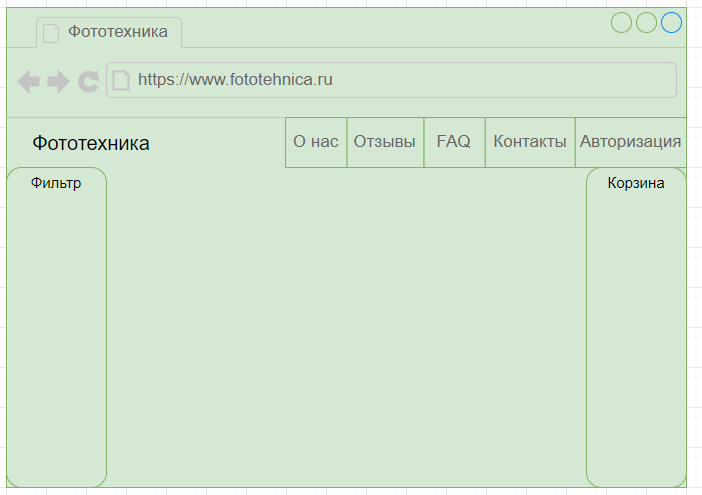 Фототехника
https://www.fototehnica.ru
Фототехника
О нас
Отзывы
FAQ
Контакты
Авторизация
Фильтр
Корзина